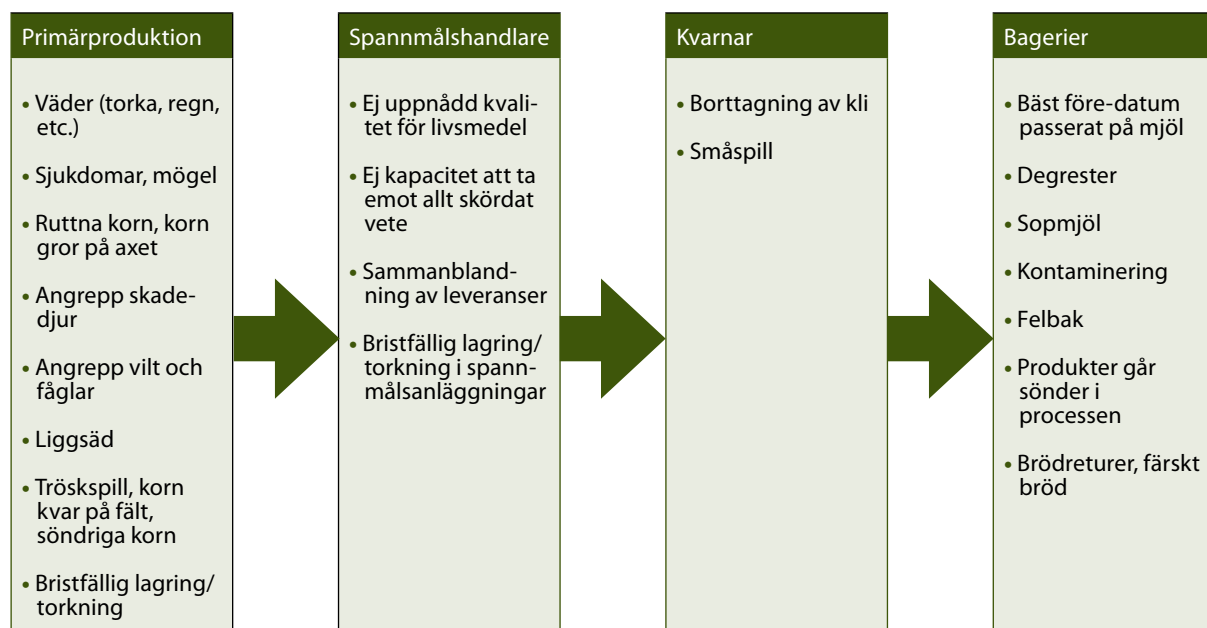 Primärproduktion
• Väder (torka, regn,
etc.)
• Sjukdomar, mögel
• Ruttna korn, korn
gror på axet
• Angrepp skade-
djur
• Angrepp vilt och
fåglar
• Liggsäd
• Tröskspill, korn
kvar på fält,
söndriga korn
• Bristfällig lagring/
torkning
Spannmålshandlare
• Ej uppnådd kvali-
tet för livsmedel
• Ej kapacitet att ta
emot allt skördat
vete
• Sammanbland-
ning av leveranser
• Bristfällig lagring/
torkning i spann-
målsanläggningar
Kvarnar
• Borttagning av kli
• Småspill
Bagerier
• Bäst före-datum
passerat på mjöl
• Degrester
• Sopmjöl
• Kontaminering
• Felbak
• Produkter går
sönder i
processen
• Brödreturer, färskt
bröd